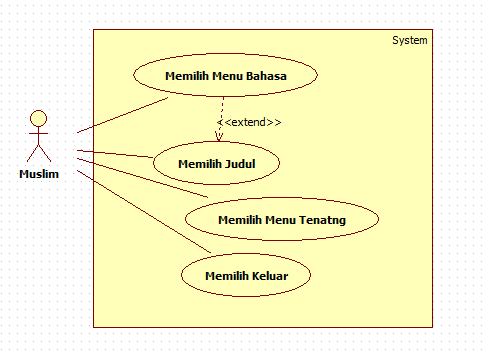 System
Memilih Menu Bahasa
<<extend>>
Memilih Judul
Muslim
Memilih Menu Tenatng
Memilih Keluar